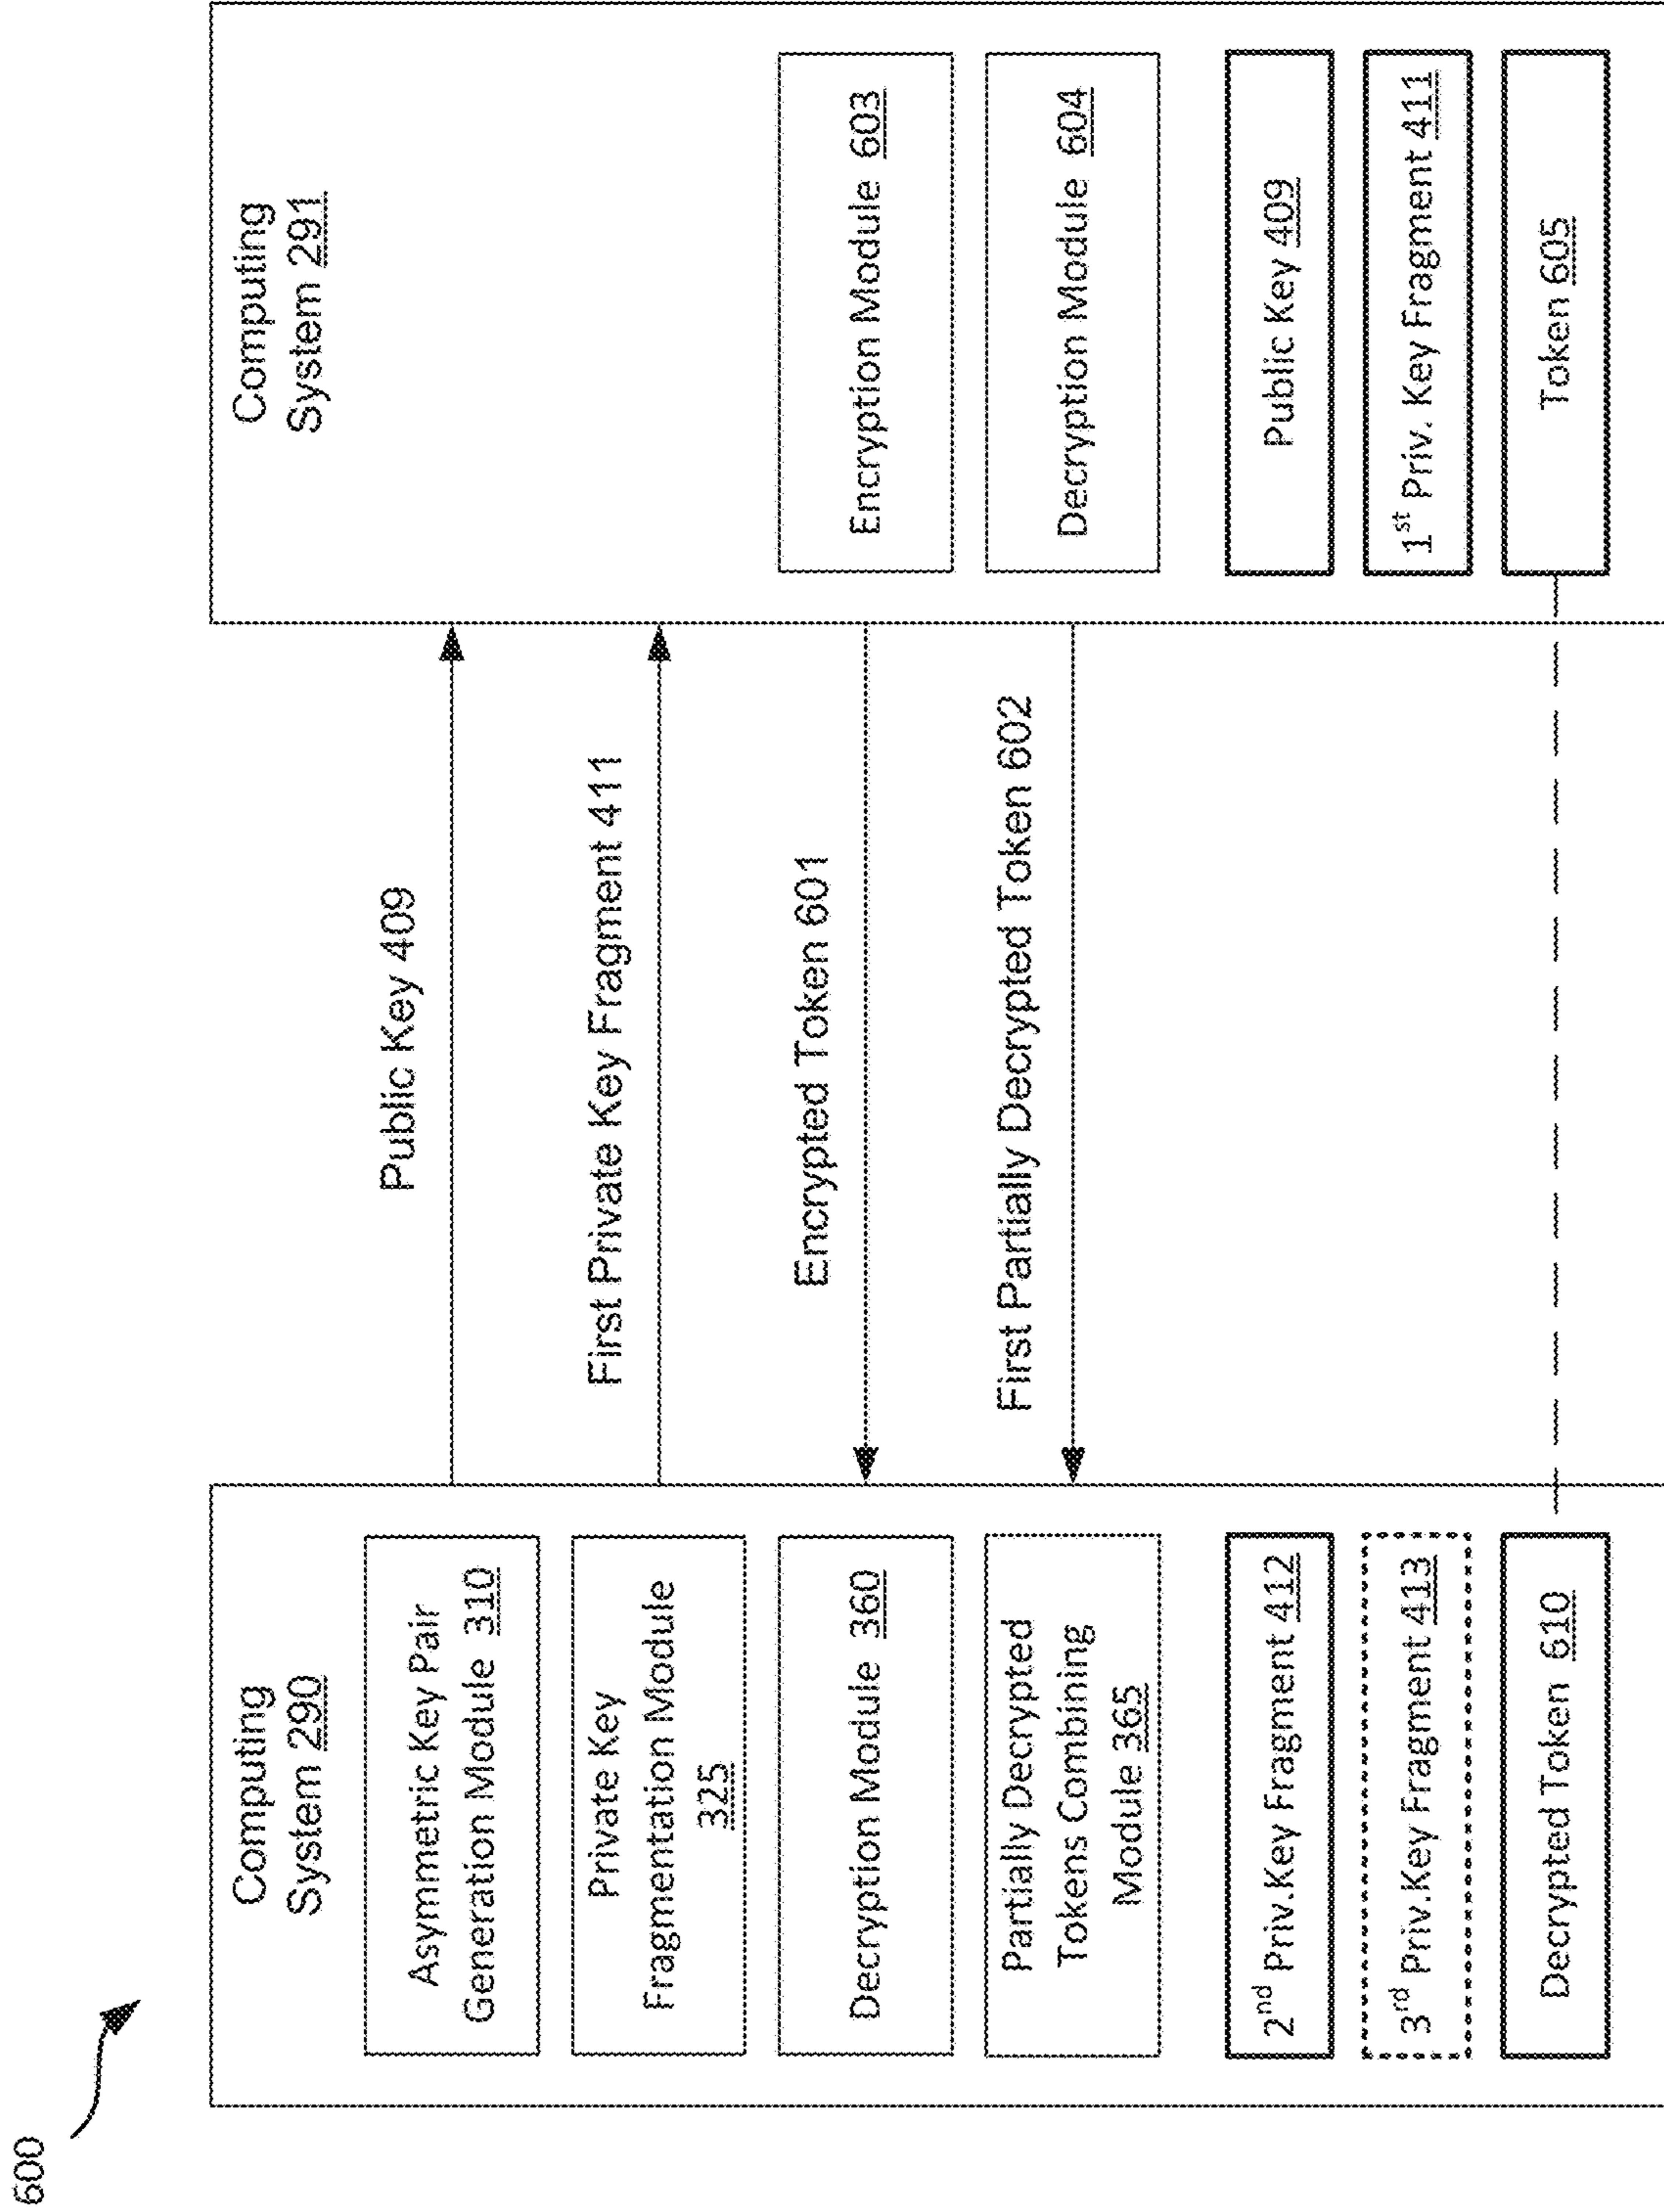 600
Computing
System 290
Asymmetric Key Pair
Generation Module 310
Private Key
Fragmentation Module
325
Decryption Module 360
Partially Decrypted
Tokens Combining
Module 365
2nd Priv.Key Fragment 412
3rd Priv.Key Fragment 413
Decrypted Token 610
Public Key 409
First Private Key Fragment 411
Encrypted Token 601
First Partially Decrypted Token 602
Computing
System 291
Encryption Module 603
Decryption Module 604
Public Key 409
1st Priv. Key Fragment 411
Token 605